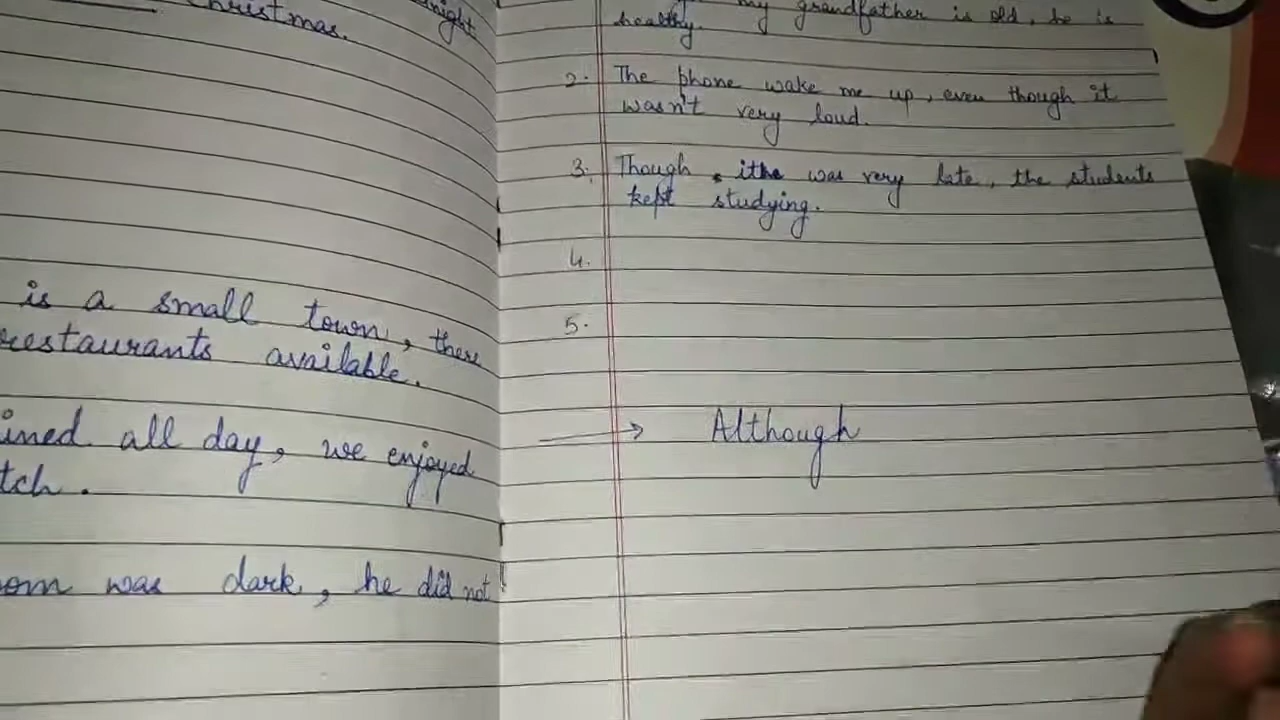 Christmas. night
is a small town, there
restaurants available.
ined all day, we enjoyed
tch.
om was dark, he did not
my grandfather is old, he is
healthy.
2. The phone wake me up, even though it
wasn't very loud.
3. Though was very late, the students
kept studying.
4.
5.
→ Although